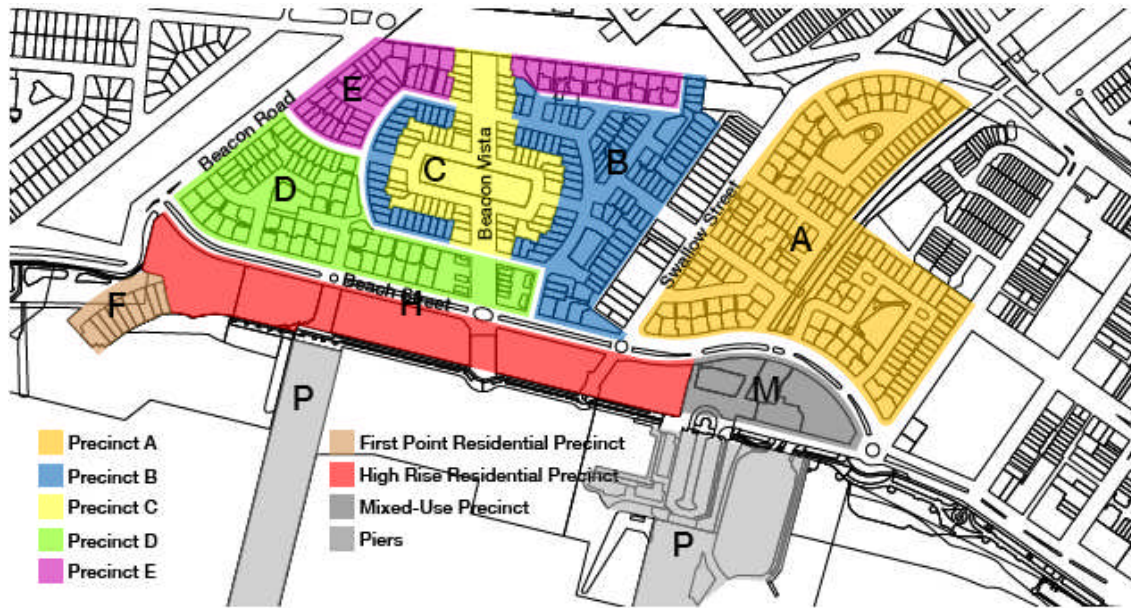 E
Beacon Road
C
Beacon Vista
B
D
Swallow Street
A
F
Beach Street
H
M
P
P
Precinct A
Precinct B
Precinct C
Precinct D
Precinct E
First Point Residential Precinct
High Rise Residential Precinct
Mixed-Use Precinct
Piers